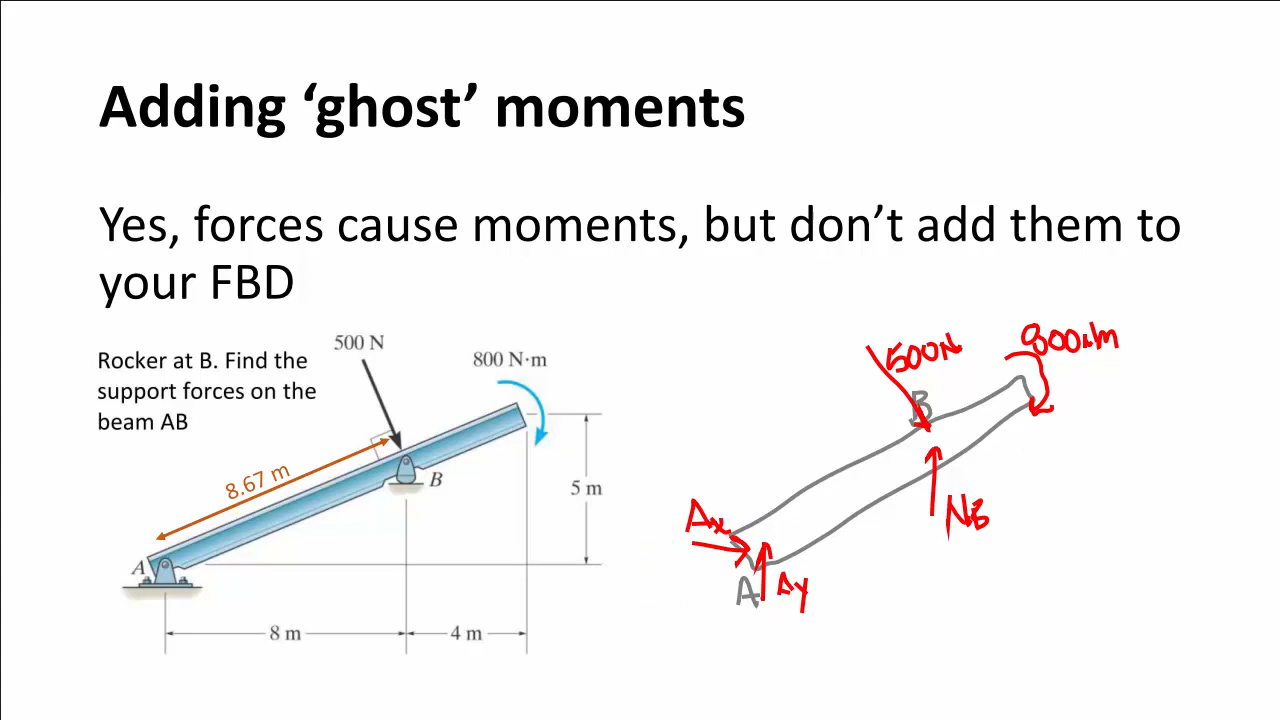 Adding ‘ghost’ moments
Yes, forces cause moments, but don’t add them to
your FBD
Rocker at B. Find the
support forces on the
beam AB
500 N
800 N·m
8.67 m
A
B
5 m
8 m
4 m
500N
800Nm
B
Ax
NB
A
Ay